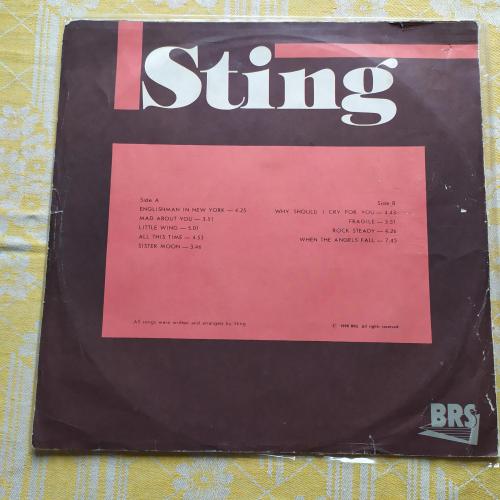 Sting
Side A
ENGLISHMAN IN NEW YORK — 4.25
MAD ABOUT YOU — 3.51
LITTLE WING — 5.01
ALL THIS TIME — 4.53
SISTER MOON — 3.46
Side B
WHY SHOULD I CRY FOR YOU — 4.43
FRAGILE — 3.51
ROCK STEADY — 4.26
WHEN THE ANGELS FALL — 7.45
All songs were written and arranged by Sting
© BRS. All rights reserved
BRS